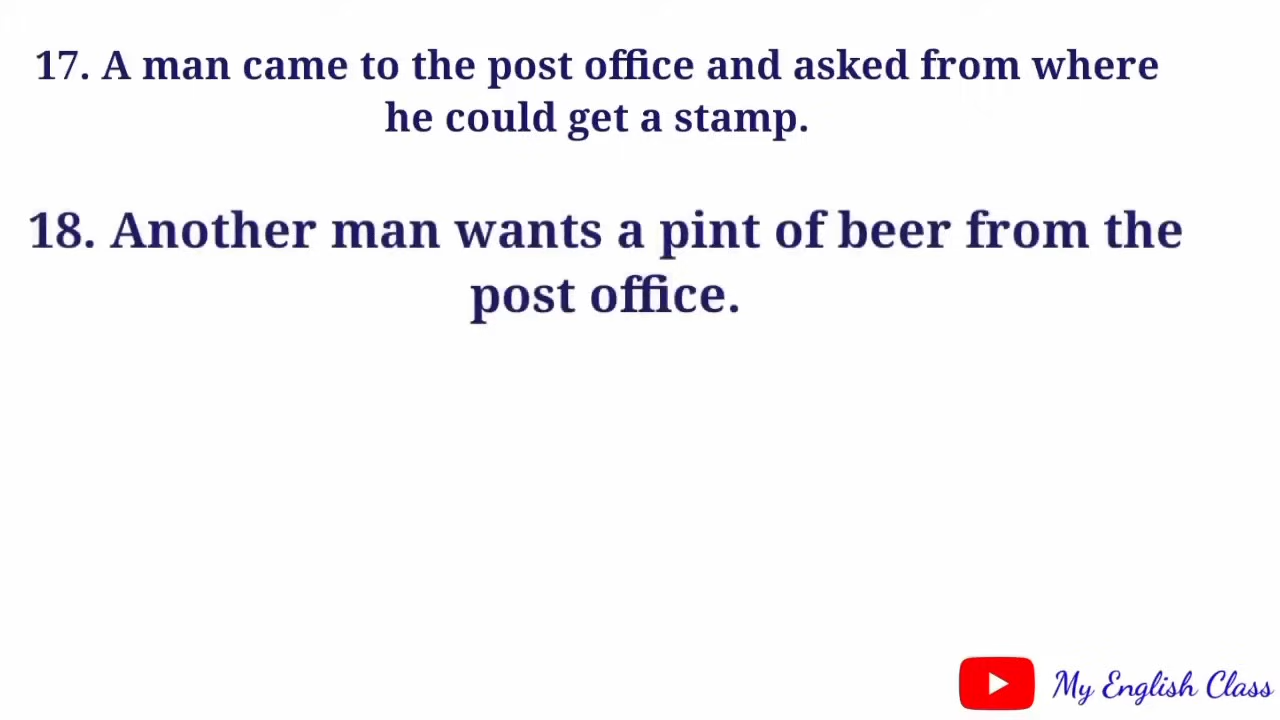 17. A man came to the post office and asked from where
he could get a stamp.
18. Another man wants a pint of beer from the
post office.
My English Class